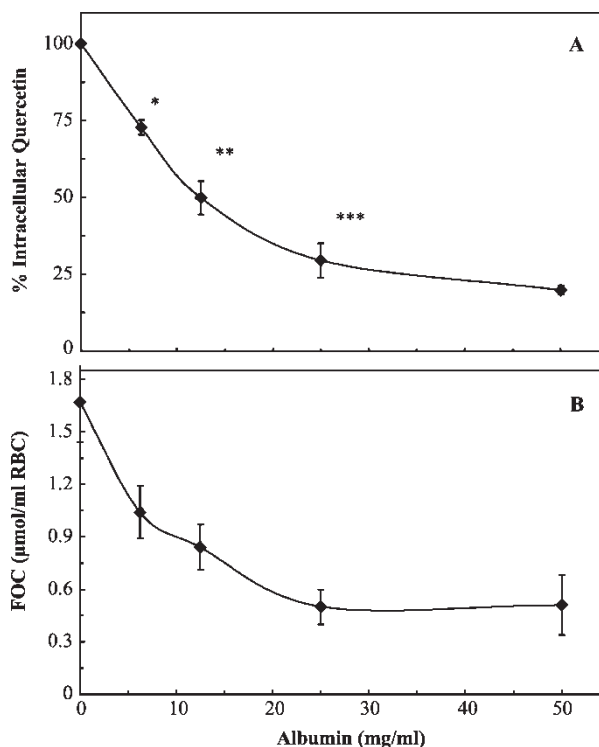 A
% Intracellular Quercetin
100
75
50
25
0
*
**
***
B
FOC (µmol/ml RBC)
1.8
1.5
1.2
0.9
0.6
0.3
0
0 10 20 30 40 50
Albumin (mg/ml)